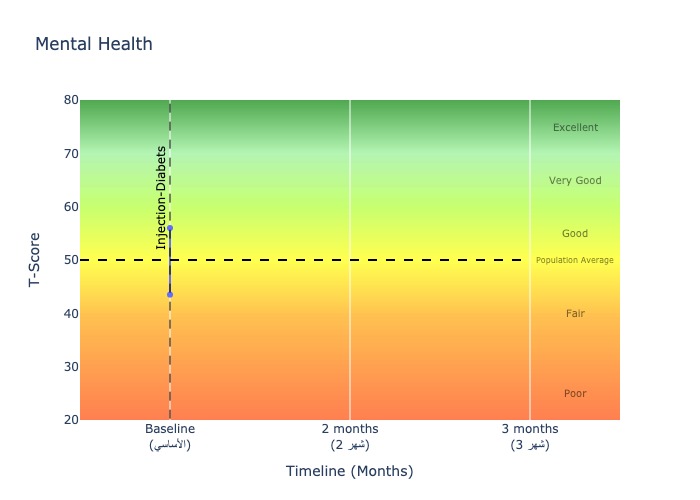 Mental Health
T-Score
80
70
60
50
40
30
20
Injection-Diabets
Excellent
Very Good
Good
Population Average
Fair
Poor
Baseline
(الأساسي)
2 months
(2 شهر)
3 months
(3 شهر)
Timeline (Months)